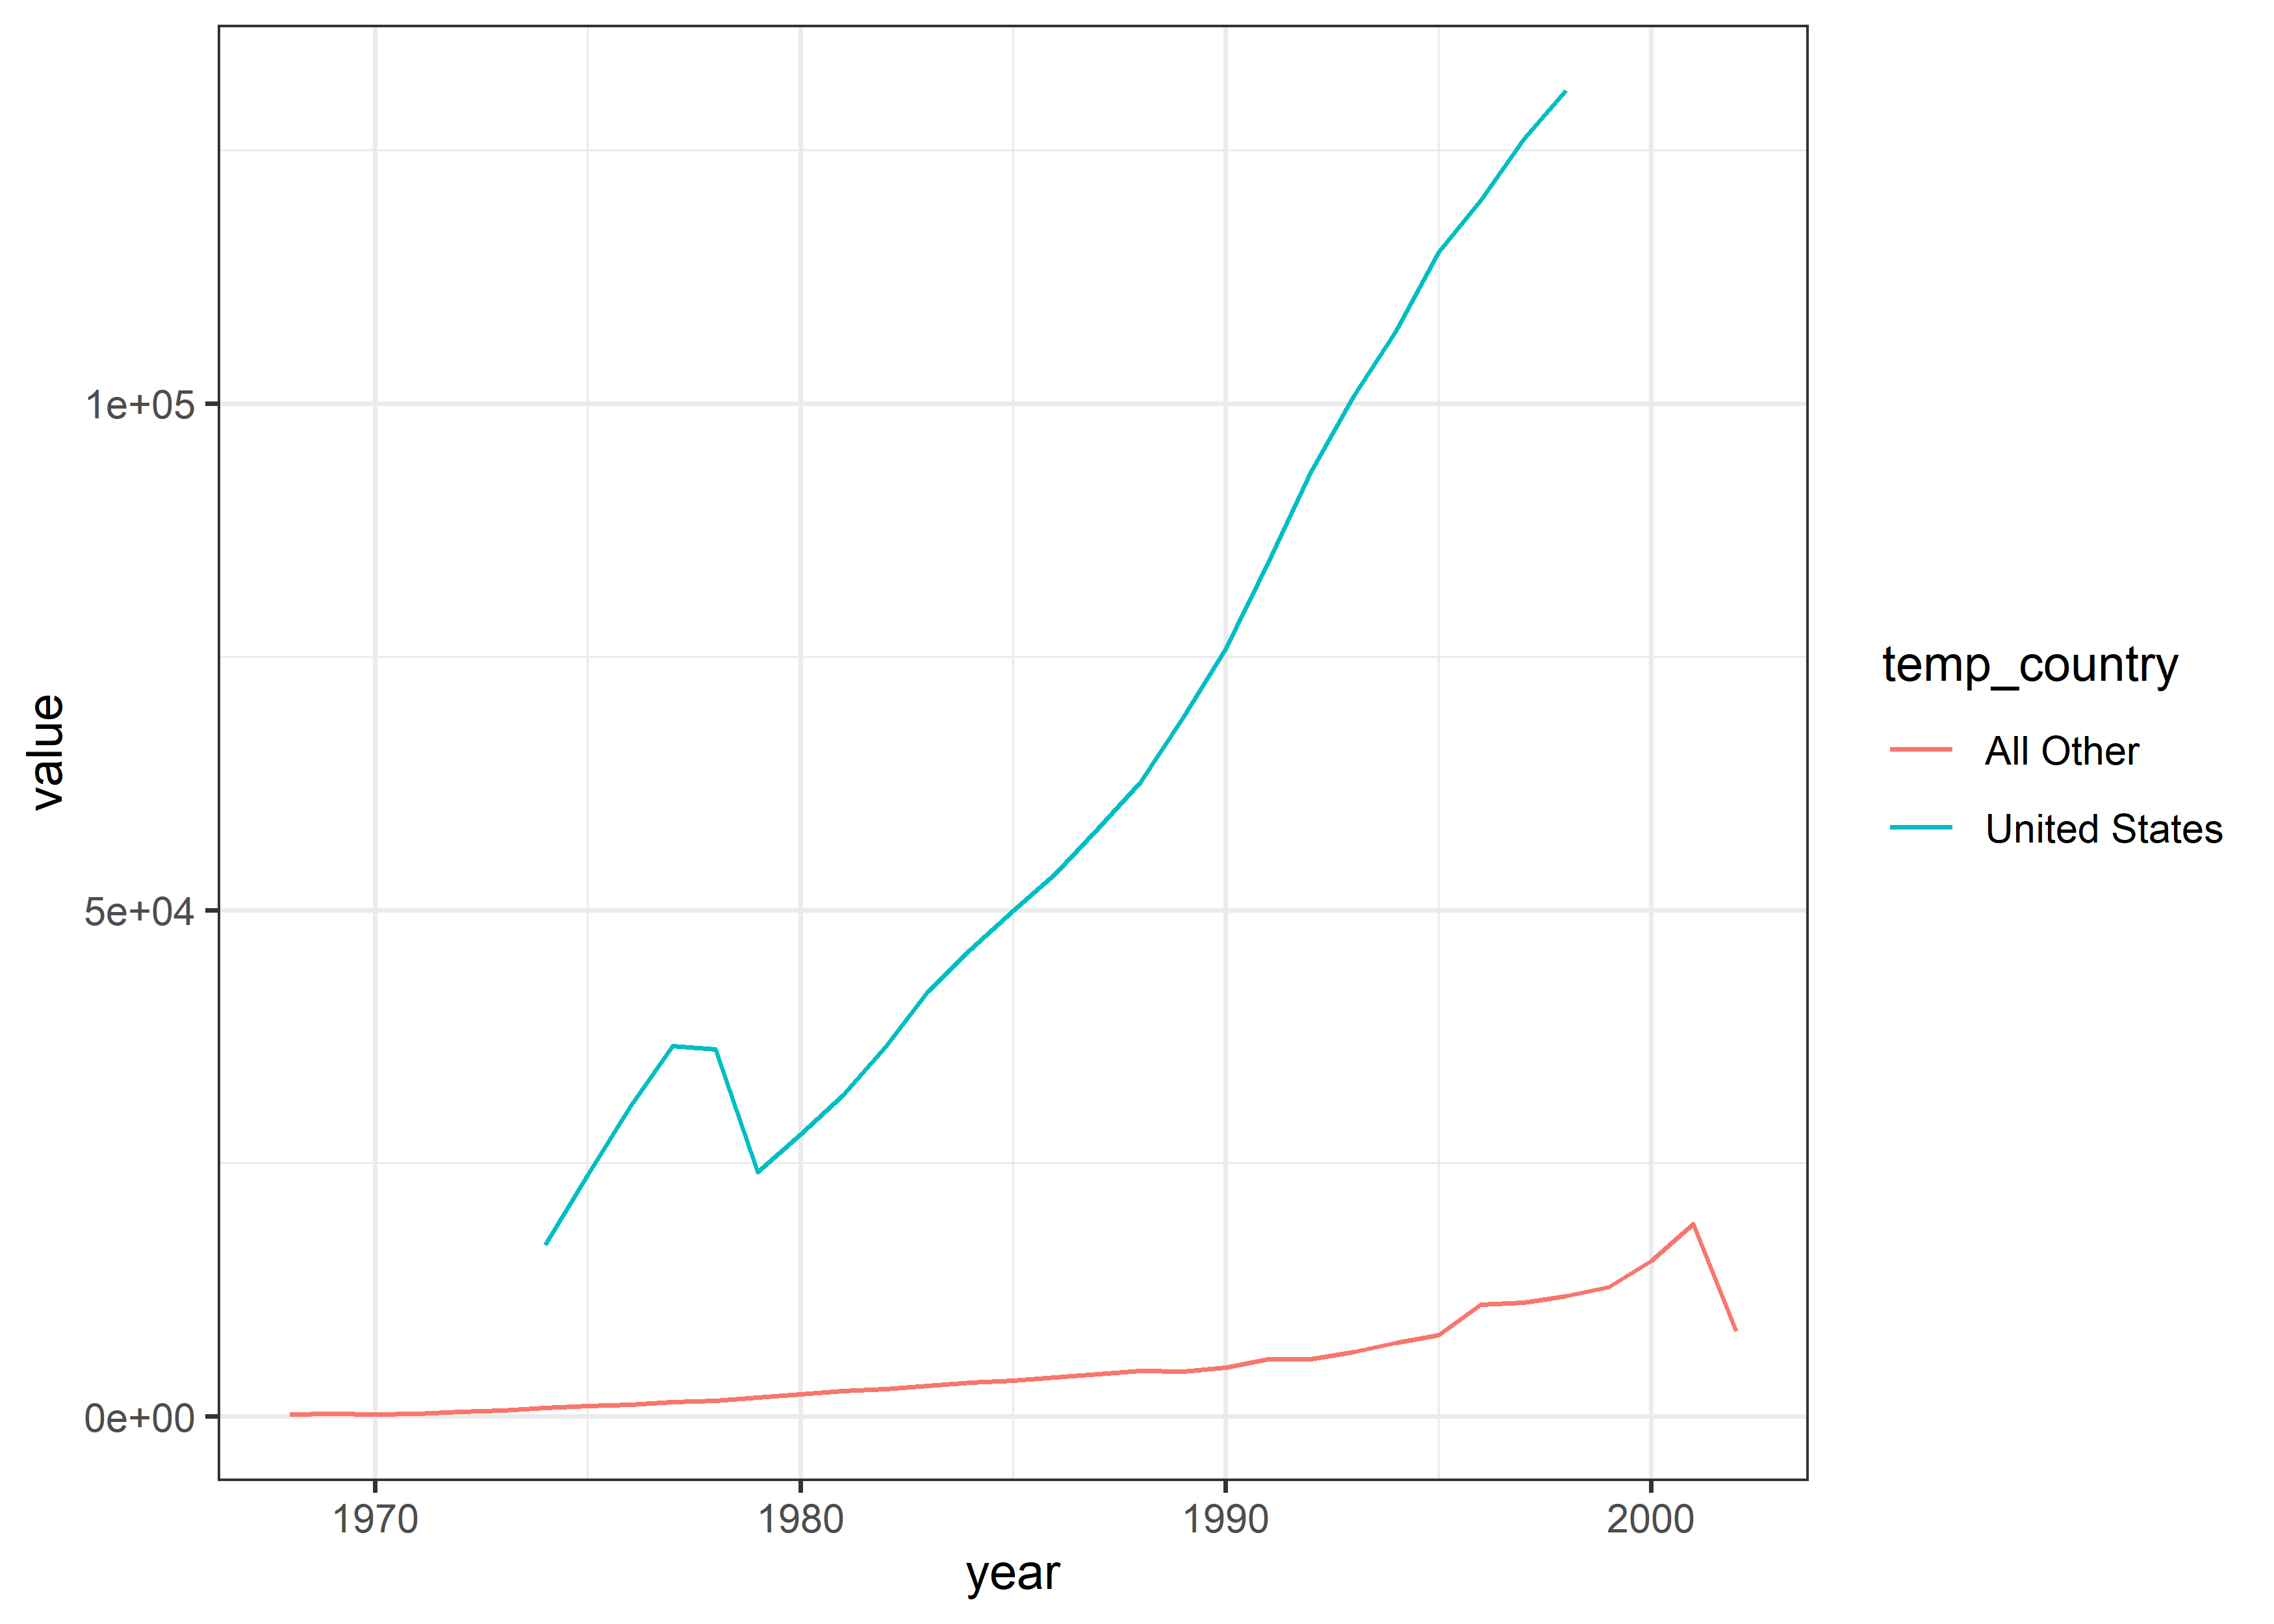 value
1e+05
5e+04
0e+00
1970 1980 1990 2000
year
temp_country
All Other
United States